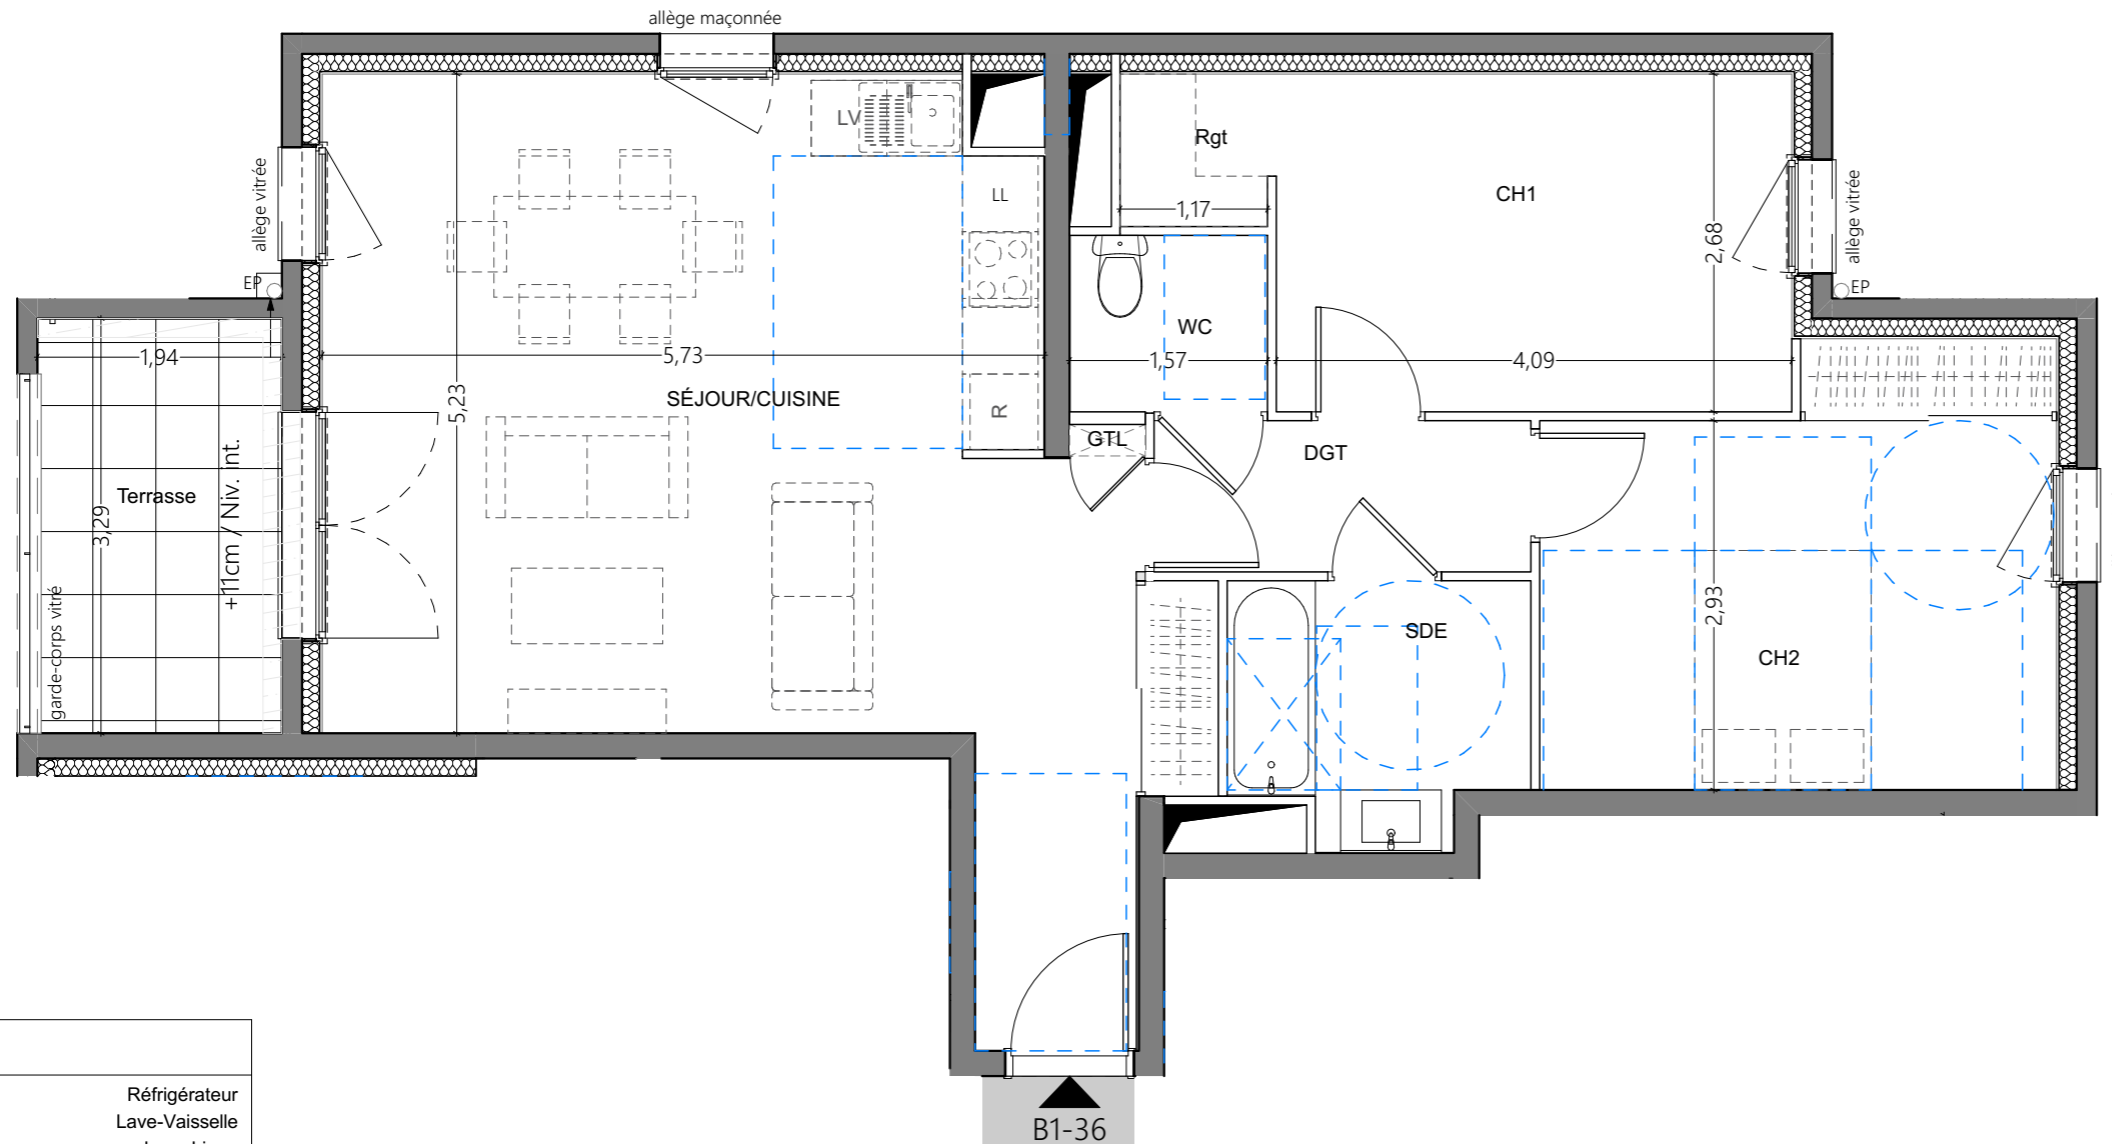 allège maçonnée
LV
LL
R
allège vitrée
EP
Rgt
1,17
CH1
2,68
allège vitrée
EP
WC
1,57
4,09
1,94
5,73
5,23
SÉJOUR/CUISINE
GTL
DGT
Terrasse
3,29
+11cm / Niv. int.
garde-corps vitré
SDE
2,93
CH2
Réfrigérateur
Lave-Vaisselle
B1-36